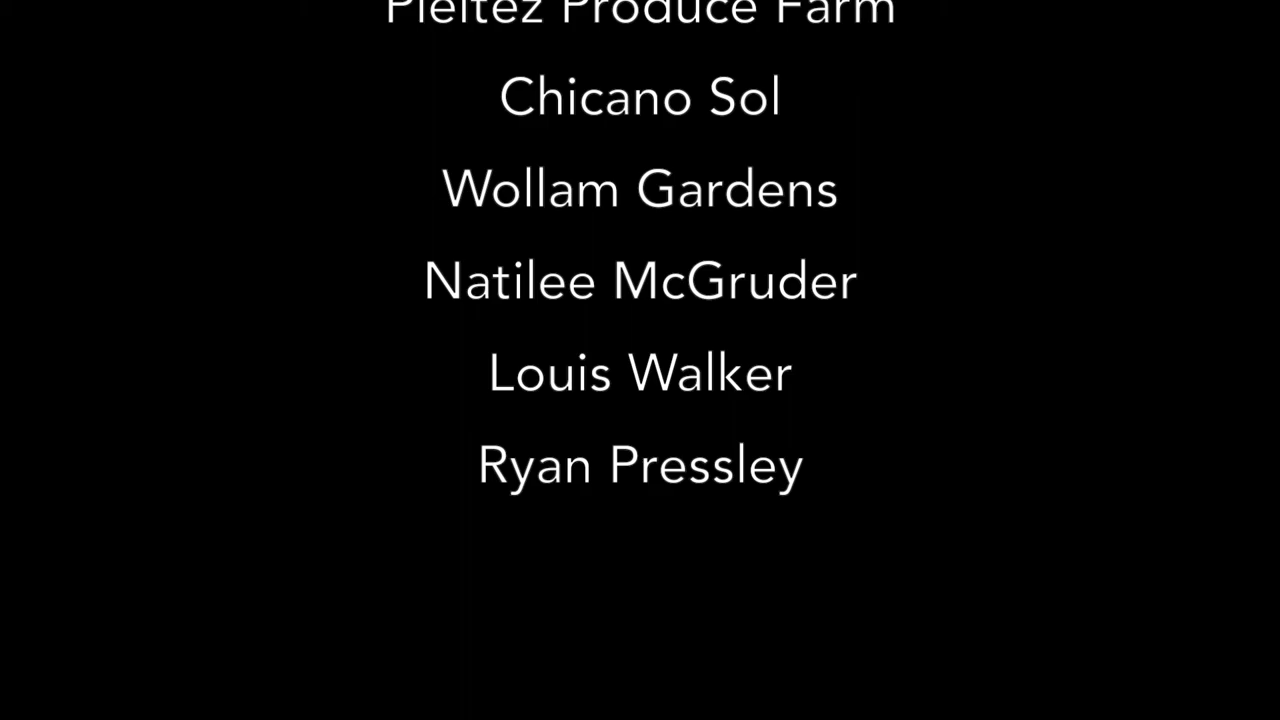 Pleitez Produce Farm
Chicano Sol
Wollam Gardens
Natilee McGruder
Louis Walker
Ryan Pressley